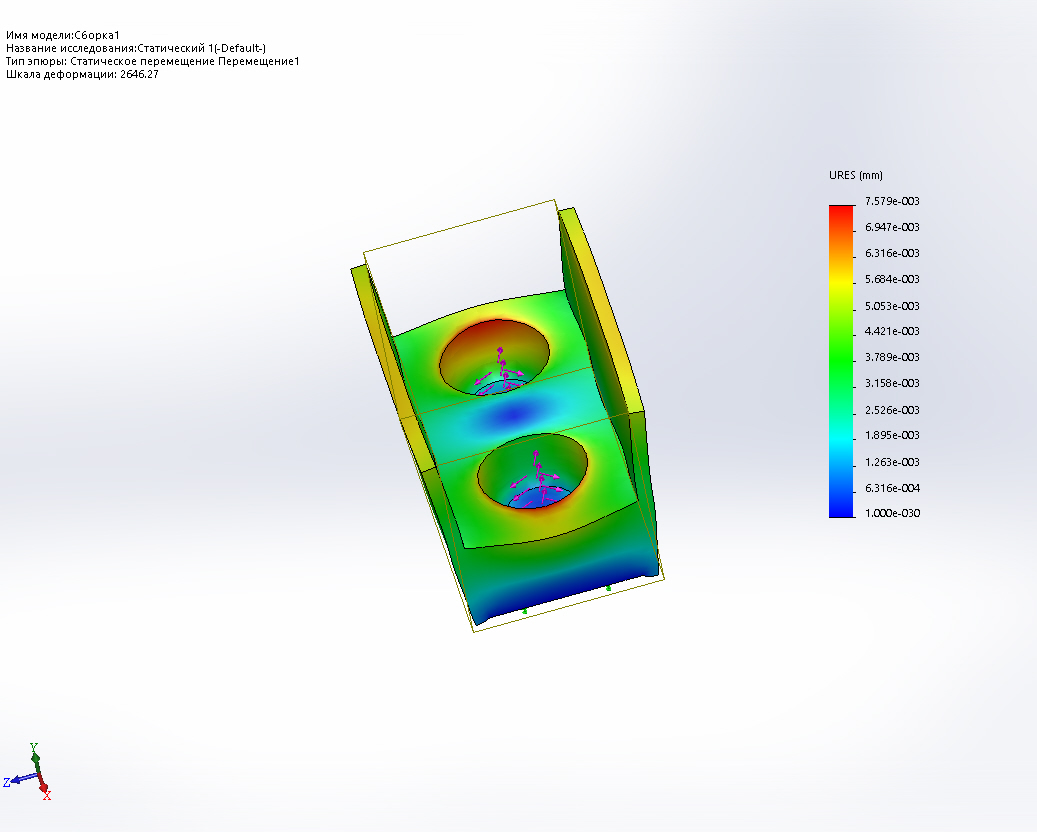 Имя модели:Сборка1
Название исследования:Статический 1(-Default-)
Тип эпюры: Статическое перемещение Перемещение1
Шкала деформации: 2646.27
URES (mm)
7.579e-003
6.947e-003
6.316e-003
5.684e-003
5.053e-003
4.421e-003
3.789e-003
3.158e-003
2.526e-003
1.895e-003
1.263e-003
6.316e-004
1.000e-030
Y
Z
X